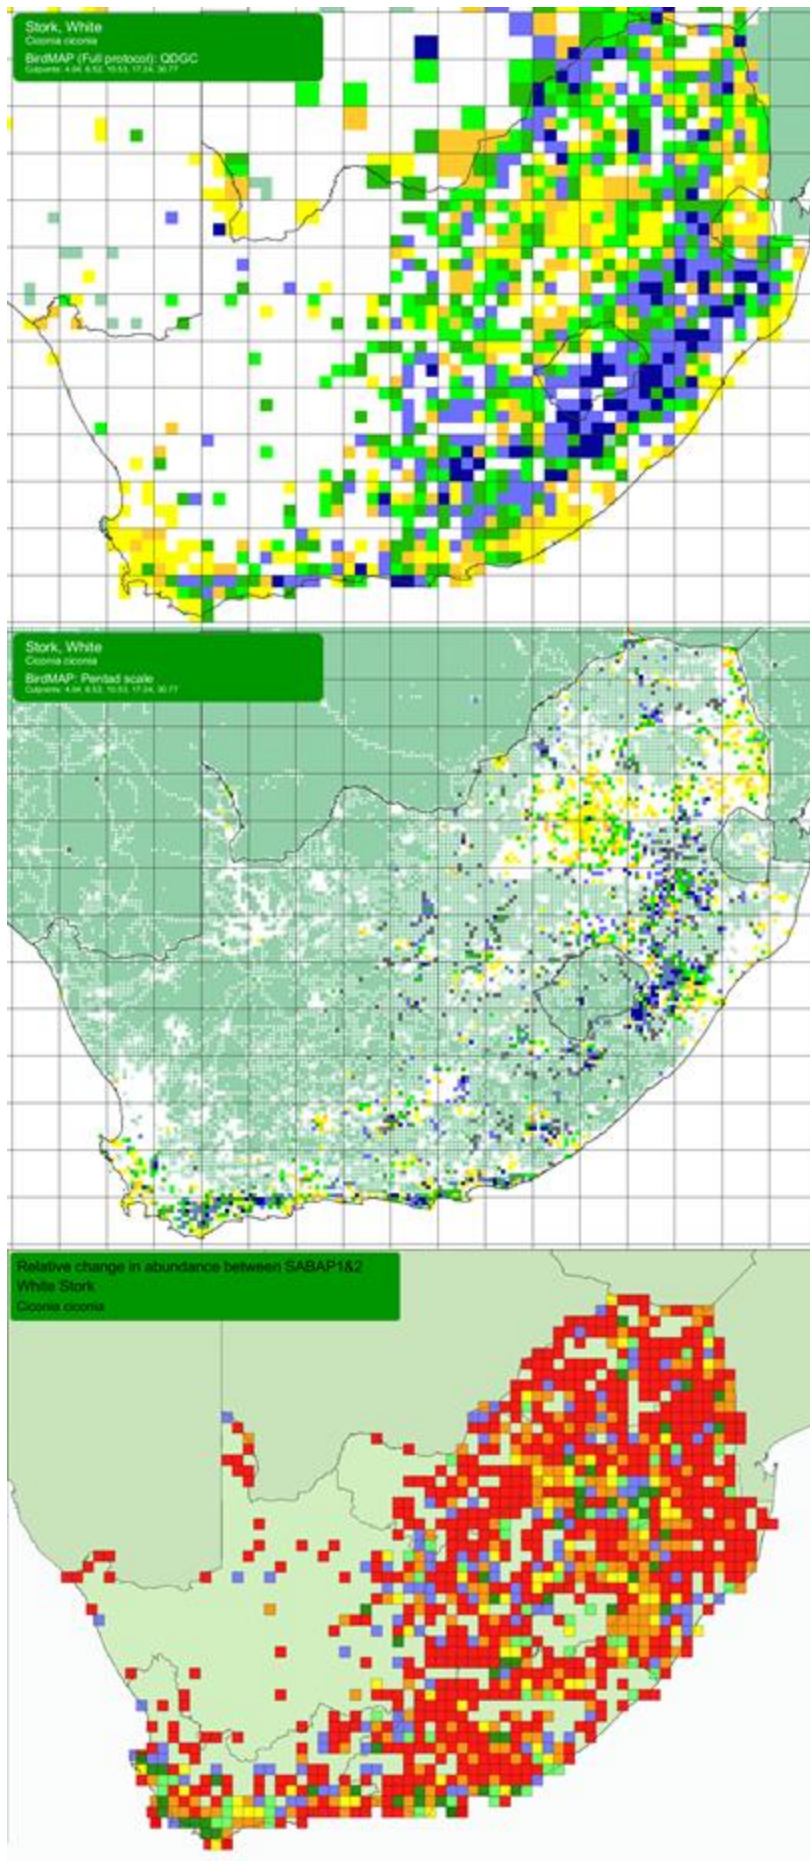 Stork, White
Ciconia ciconia
BirdMAP (Full protocol): QDGC
Cutpoints: 4.94, 6.52, 10.53, 17.24, 30.77
Stork, White
Ciconia ciconia
BirdMAP: Pentad scale
Cutpoints: 4.94, 6.52, 10.53, 17.24, 30.77
Relative change in abundance between SABAP1&2
White Stork
Ciconia ciconia